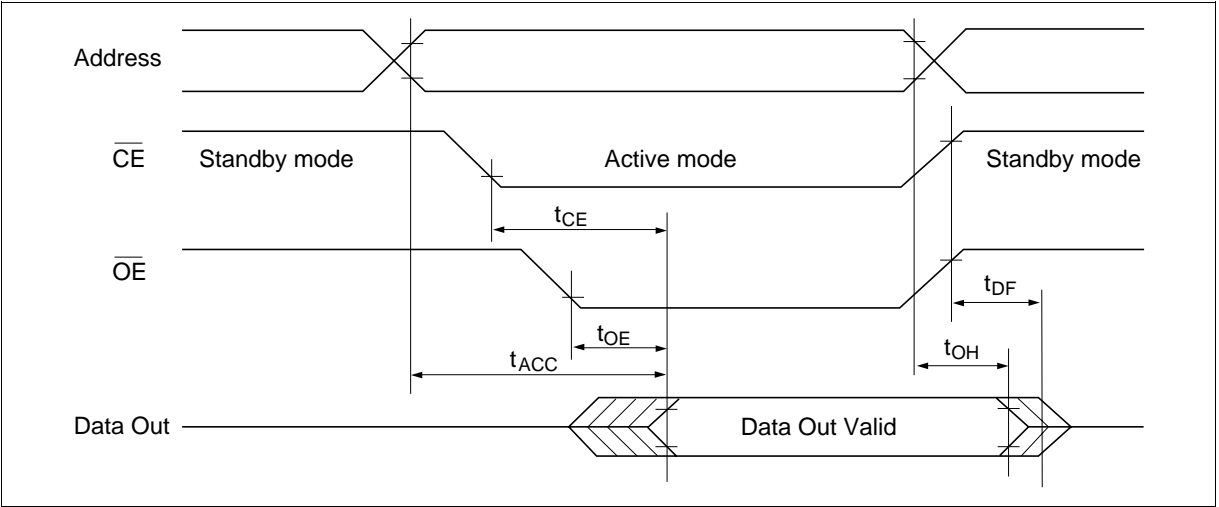 Address
CE
Standby mode
Active mode
Standby mode
tCE
OE
tDF
tOE
tOH
tACC
Data Out
Data Out Valid